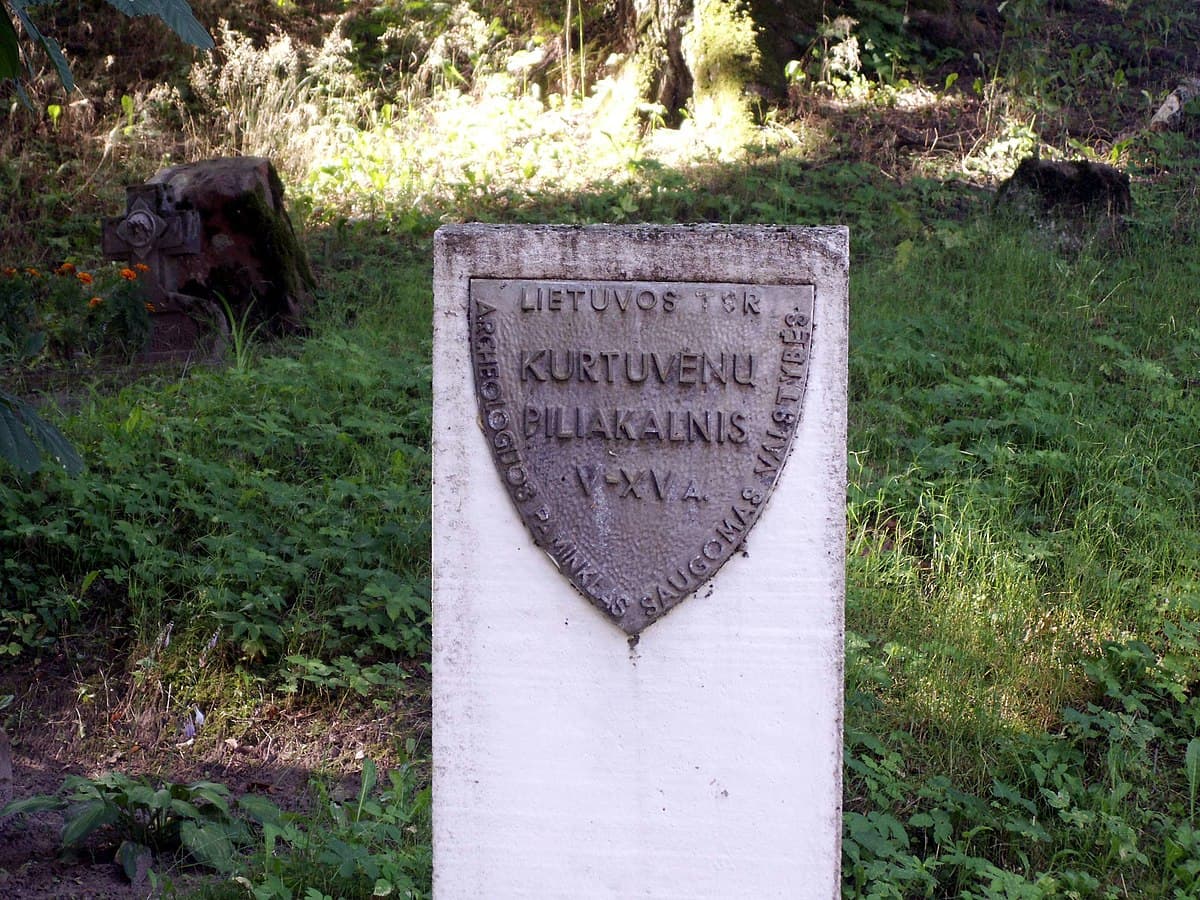 LIETUVOS TSR
KURTUVĖNŲ
PILIAKALNIS
V-XV A.
ARCHEOLOGIJOS PAMINKLAS SAUGOMAS VALSTYBĖS